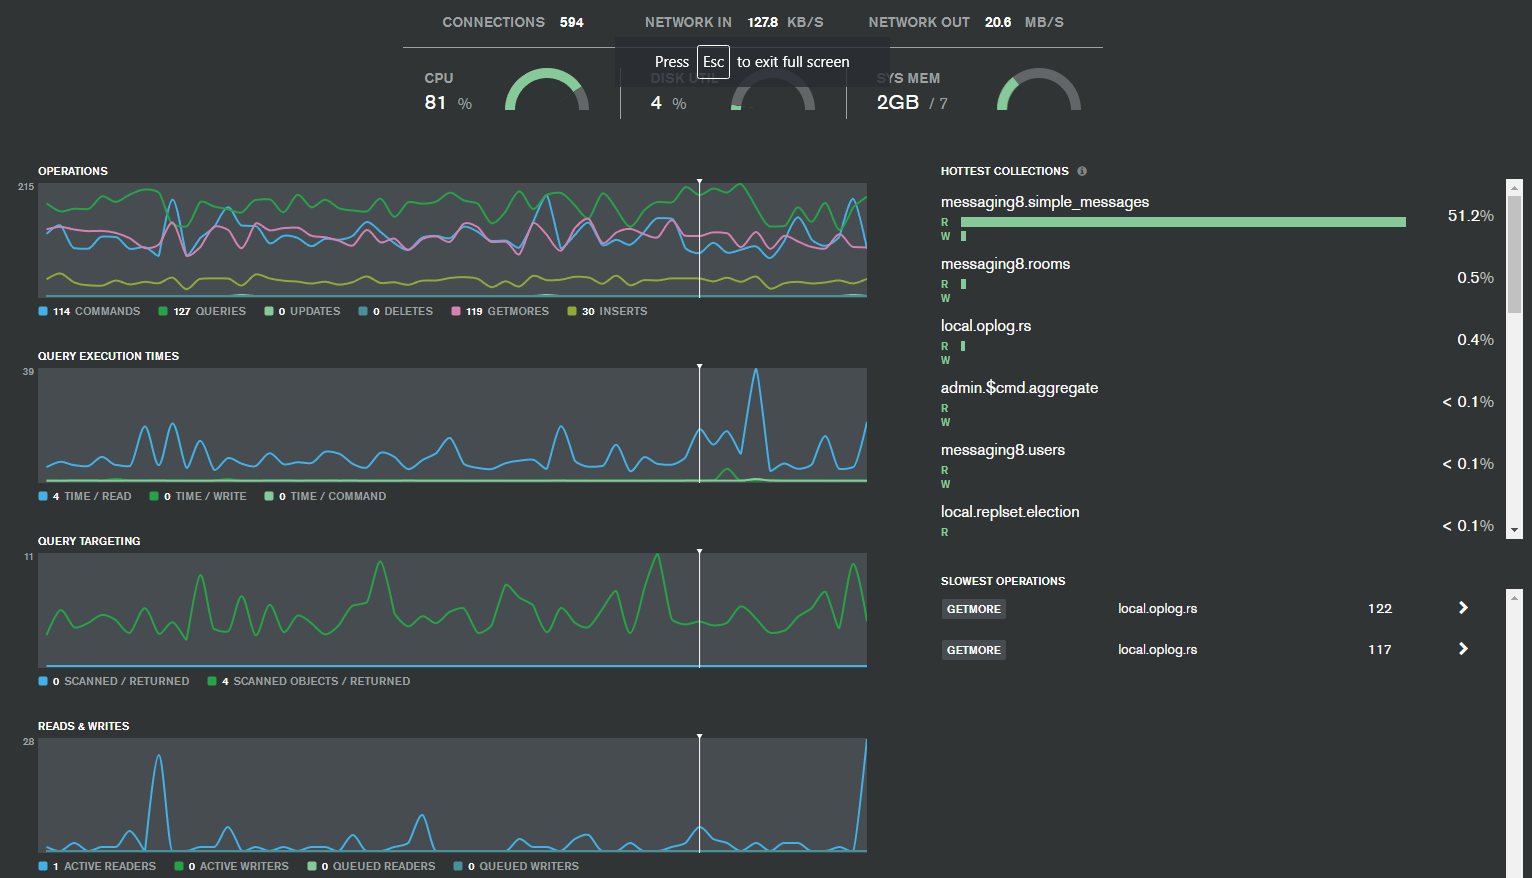 CONNECTIONS 594 NETWORK IN 127.8 KB/S NETWORK OUT 20.6 MB/S
Press Esc to exit full screen
CPU DISK UTIL SYS MEM
81 % 4 % 2GB / 7
OPERATIONS
215
114 COMMANDS 127 QUERIES 0 UPDATES 0 DELETES 119 GETMORES 30 INSERTS
QUERY EXECUTION TIMES
39
4 TIME / READ 0 TIME / WRITE 0 TIME / COMMAND
QUERY TARGETING
11
0 SCANNED / RETURNED 4 SCANNED OBJECTS / RETURNED
READS & WRITES
28
1 ACTIVE READERS 0 ACTIVE WRITERS 0 QUEUED READERS 0 QUEUED WRITERS
HOTTEST COLLECTIONS i
messaging8.simple_messages
R
51.2%
W
messaging8.rooms
R
0.5%
W
local.oplog.rs
R
0.4%
W
admin.$cmd.aggregate
R
< 0.1%
W
messaging8.users
R
< 0.1%
W
local.replset.election
R
< 0.1%
SLOWEST OPERATIONS
GETMORE local.oplog.rs 122
GETMORE local.oplog.rs 117